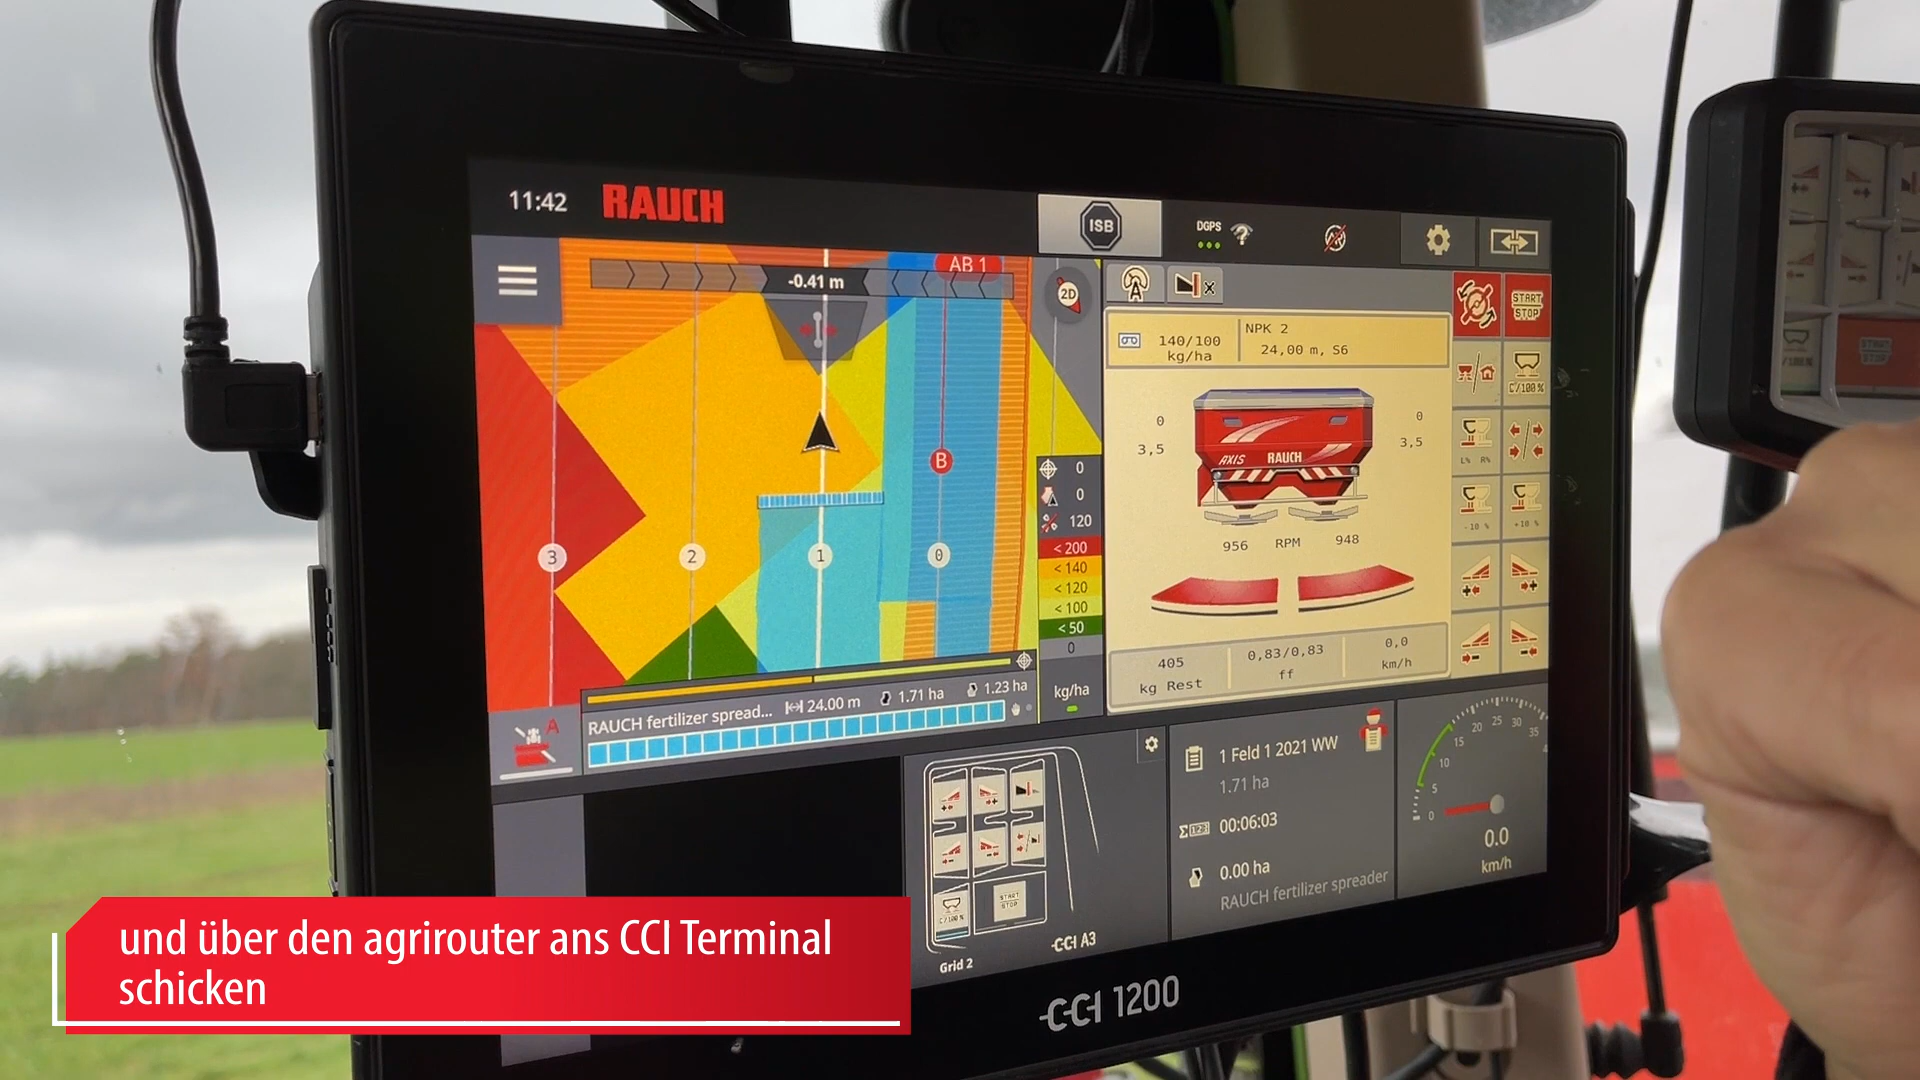 11:42
RAUCH
ISB
DGPS
AB 1
-0.41 m
2D
A
START
STOP
140/100
kg/ha
NPK 2
24,00 m, S6
C/100 %
0
3,5
0
3,5
AXIS
RAUCH
L% R%
- 10 %
+ 10 %
956
RPM
948
B
3
2
1
0
0
0
120
< 200
< 140
< 120
< 100
< 50
0
kg/ha
405
kg Rest
0,83/0,83
ff
0,0
km/h
A
RAUCH fertilizer spread...
24.00 m
1.71 ha
1.23 ha
C/100 %
START
STOP
Grid 2
CCI A3
1 Feld 1 2021 WW
1.71 ha
00:06:03
0.00 ha
RAUCH fertilizer spreader
0
5
10
15
20
25
30
35
0.0
km/h
CCI 1200
START
STOP
und über den agrirouter ans CCI Terminal
schicken